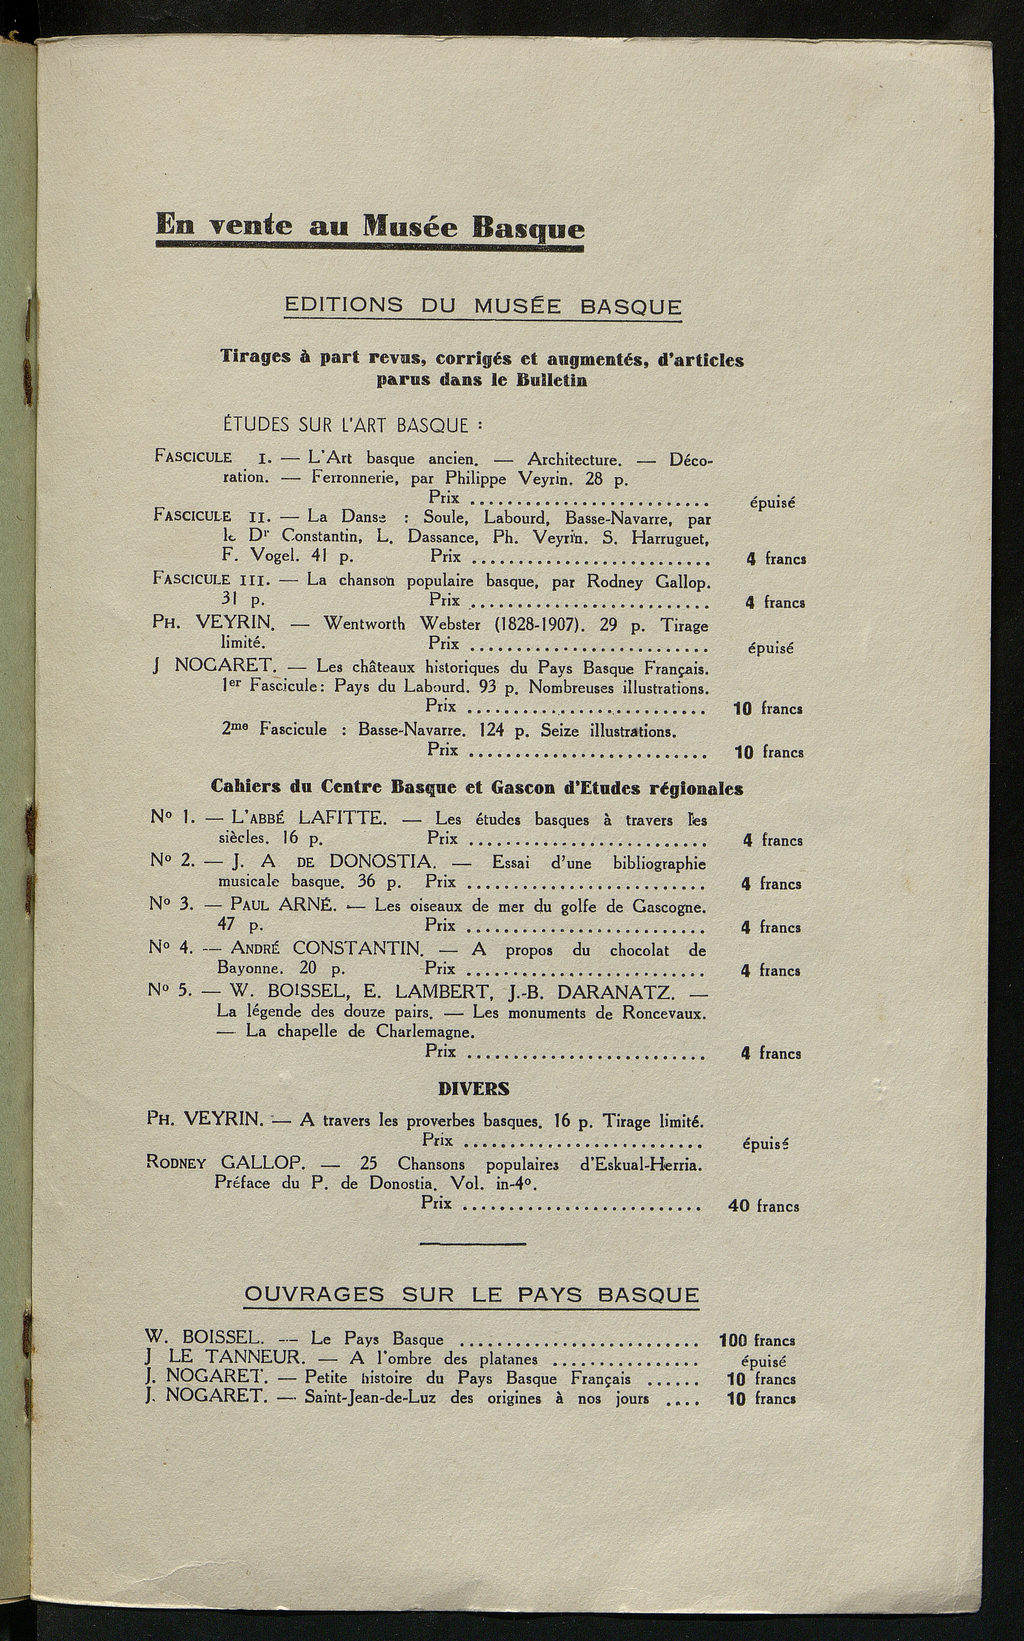 En vente au Musée Basque
EDITIONS DU MUSÉE BASQUE
Tirages à part revus, corrigés et augmentés, d'articles
parus dans le Bulletin
ÉTUDES SUR L'ART BASQUE :
FASCICULE I. — L'Art basque ancien. — Architecture. — Déco-
ration. — Ferronnerie, par Philippe Veyrin. 28 p.
Prix .......................... épuisé
FASCICULE II. — La Danse : Soule, Labourd, Basse-Navarre, par
le Dr Constantin, L. Dassance, Ph. Veyrin. S. Harruguet,
F. Vogel. 41 p. Prix .......................... 4 francs
FASCICULE III. — La chanson populaire basque, par Rodney Gallop.
31 p. Prix .......................... 4 francs
PH. VEYRIN. — Wentworth Webster (1828-1907). 29 p. Tirage
limité. Prix .......................... épuisé
J NOGARET. — Les châteaux historiques du Pays Basque Français.
1er Fascicule: Pays du Labourd. 93 p. Nombreuses illustrations.
Prix .......................... 10 francs
2me Fascicule : Basse-Navarre. 124 p. Seize illustrations.
Prix .......................... 10 francs
Cahiers du Centre Basque et Gascon d'Etudes régionales
No 1. — L'ABBÉ LAFITTE. — Les études basques à travers les
siècles. 16 p. Prix .......................... 4 francs
No 2. — J. A DE DONOSTIA. — Essai d'une bibliographie
musicale basque. 36 p. Prix .......................... 4 francs
No 3. — PAUL ARNÉ. — Les oiseaux de mer du golfe de Gascogne.
47 p. Prix .......................... 4 francs
No 4. — ANDRÉ CONSTANTIN. — A propos du chocolat de
Bayonne. 20 p. Prix .......................... 4 francs
No 5. — W. BOISSEL, E. LAMBERT, J.-B. DARANATZ. —
La légende des douze pairs. — Les monuments de Roncevaux.
— La chapelle de Charlemagne.
Prix .......................... 4 francs
DIVERS
PH. VEYRIN. — A travers les proverbes basques. 16 p. Tirage limité.
Prix .......................... épuisé
RODNEY GALLOP. — 25 Chansons populaires d'Eskual-Herria.
Préface du P. de Donostia. Vol. in-4o.
Prix .......................... 40 francs
OUVRAGES SUR LE PAYS BASQUE
W. BOISSEL. — Le Pays Basque .......................... 100 francs
J LE TANNEUR. — A l'ombre des platanes ................ épuisé
J. NOGARET. — Petite histoire du Pays Basque Français ...... 10 francs
J. NOGARET. — Saint-Jean-de-Luz des origines à nos jours .... 10 francs